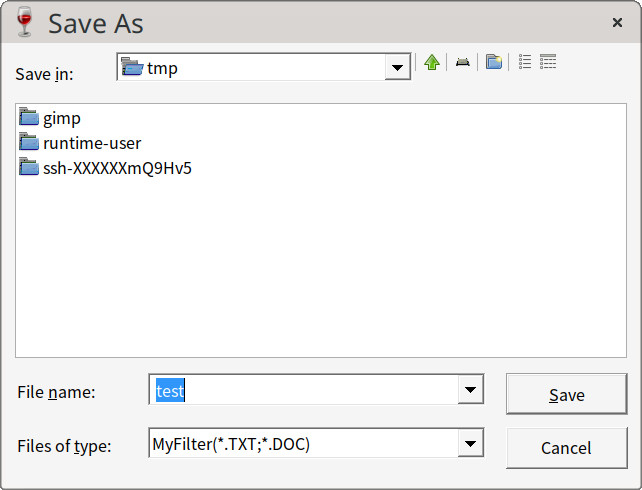 Save As
Save in:
tmp
gimp
runtime-user
ssh-XXXXXXmQ9Hv5
File name:
test
Save
Files of type:
MyFilter(*.TXT;*.DOC)
Cancel